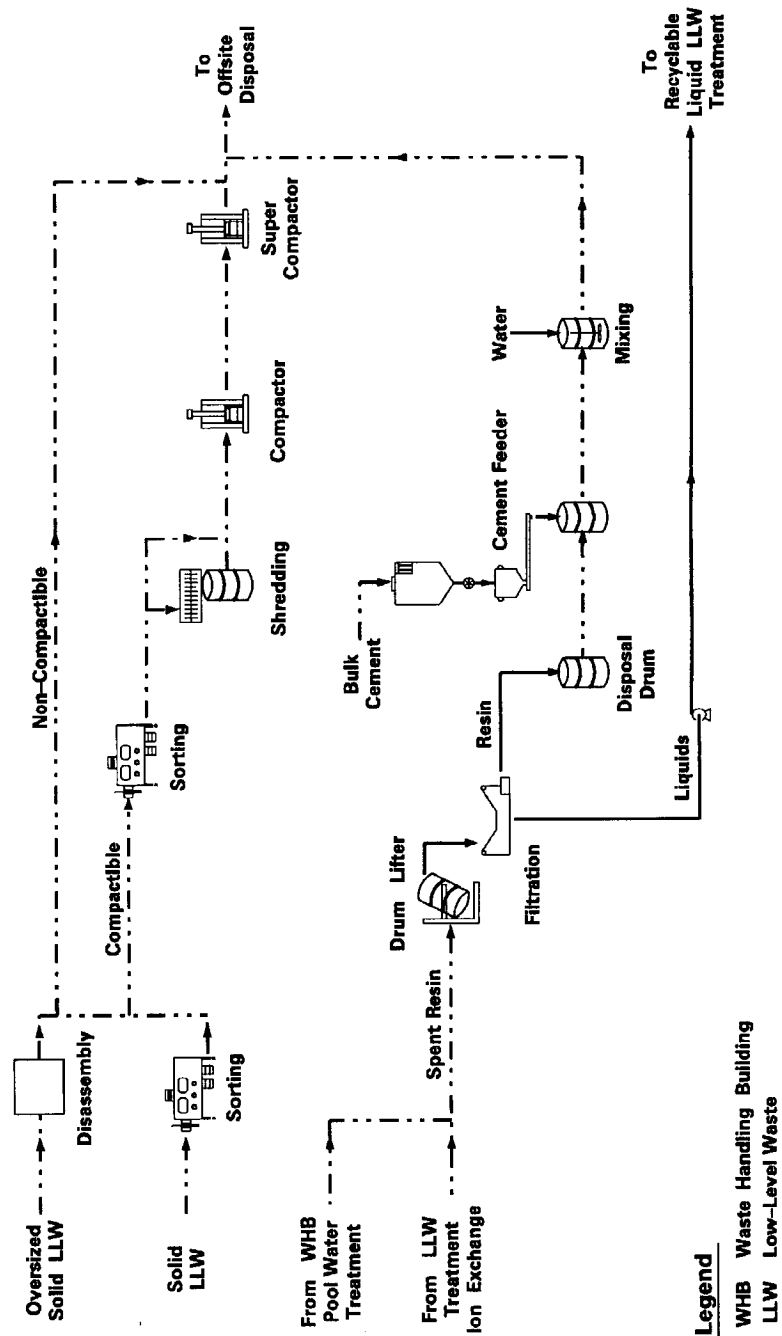 Oversized
Solid LLW
Disassembly
Solid
LLW
Sorting
Non-Compactible
Compactible
Sorting
Shredding
Compactor
Super
Compactor
To
Offsite
Disposal
From WHB
Pool Water
Treatment
From LLW
Treatment
Ion Exchange
Spent Resin
Drum Lifter
Filtration
Resin
Liquids
Disposal
Drum
Bulk
Cement
Cement Feeder
Water
Mixing
To
Recyclable
Liquid LLW
Treatment
Legend
WHB Waste Handling Building
LLW Low-Level Waste